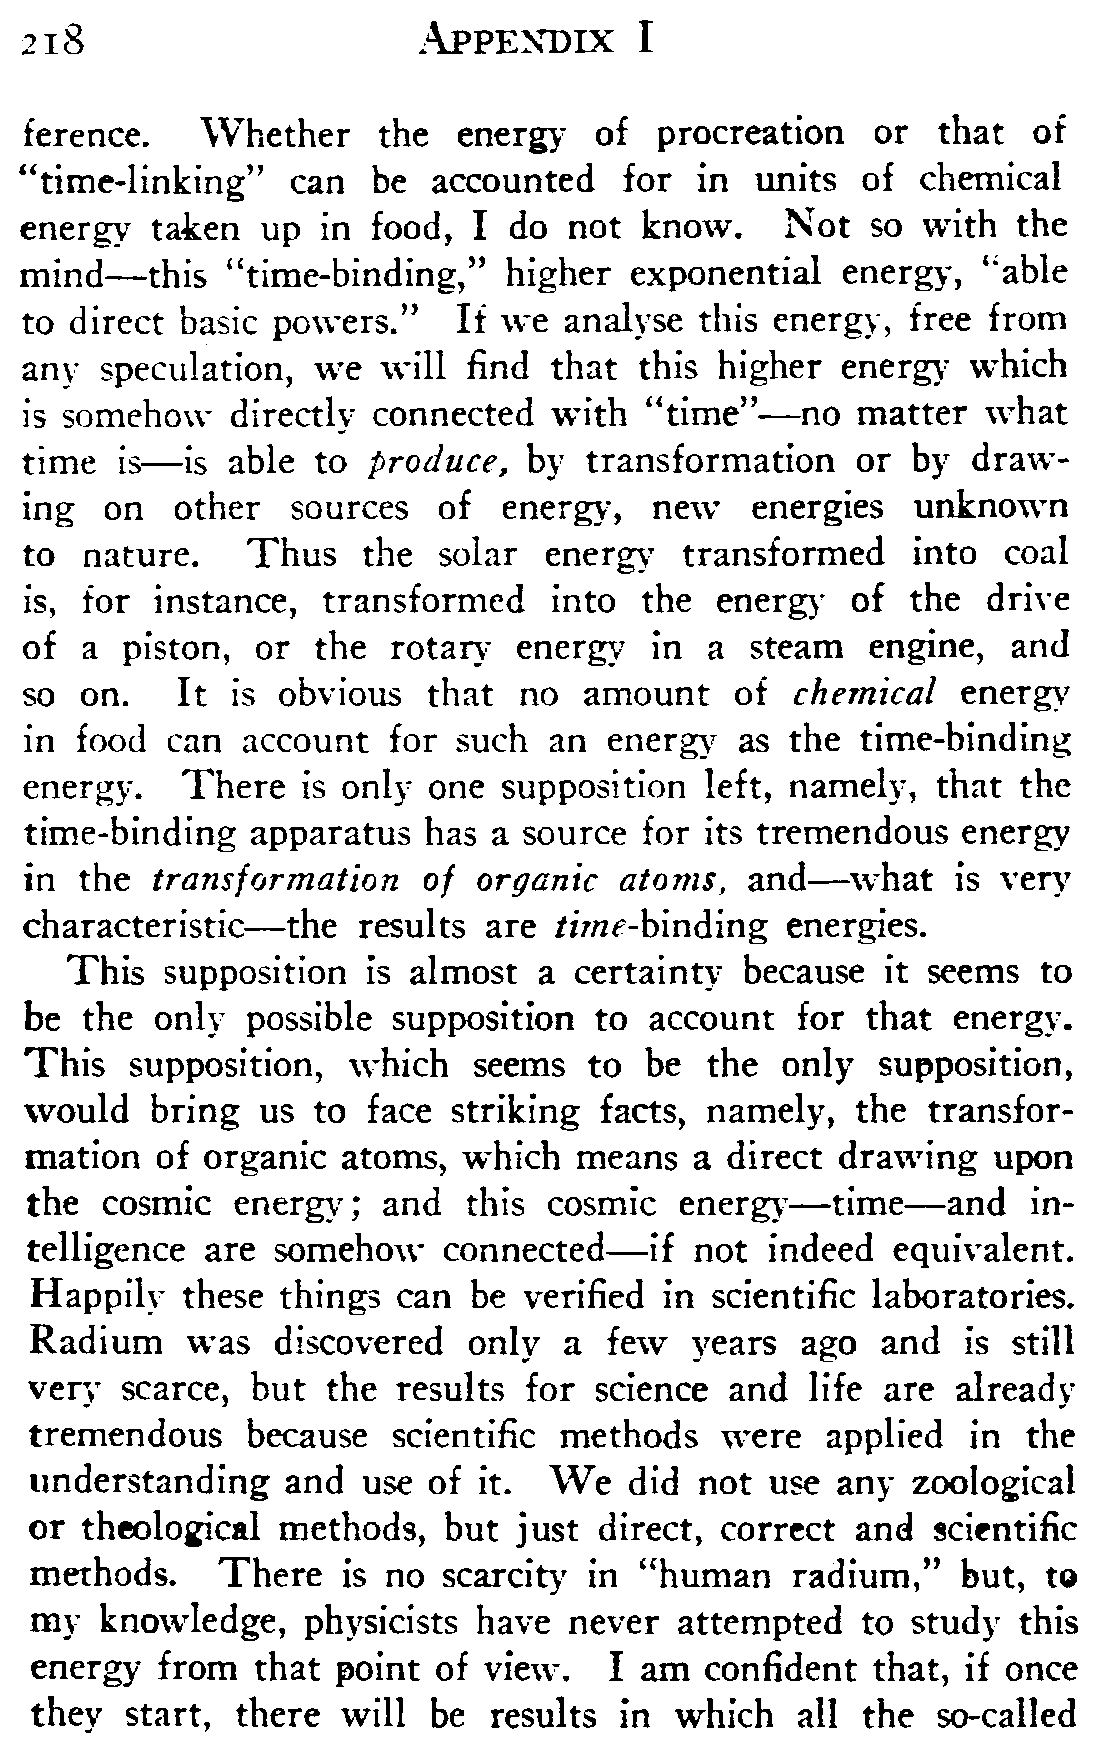 218 APPENDIX I
ference. Whether the energy of procreation or that of
“time-linking” can be accounted for in units of chemical
energy taken up in food, I do not know. Not so with the
mind—this “time-binding,” higher exponential energy, “able
to direct basic powers.” If we analyse this energy, free from
any speculation, we will find that this higher energy which
is somehow directly connected with “time”—no matter what
time is—is able to produce, by transformation or by draw-
ing on other sources of energy, new energies unknown
to nature. Thus the solar energy transformed into coal
is, for instance, transformed into the energy of the drive
of a piston, or the rotary energy in a steam engine, and
so on. It is obvious that no amount of chemical energy
in food can account for such an energy as the time-binding
energy. There is only one supposition left, namely, that the
time-binding apparatus has a source for its tremendous energy
in the transformation of organic atoms, and—what is very
characteristic—the results are time-binding energies.
This supposition is almost a certainty because it seems to
be the only possible supposition to account for that energy.
This supposition, which seems to be the only supposition,
would bring us to face striking facts, namely, the transfor-
mation of organic atoms, which means a direct drawing upon
the cosmic energy; and this cosmic energy—time—and in-
telligence are somehow connected—if not indeed equivalent.
Happily these things can be verified in scientific laboratories.
Radium was discovered only a few years ago and is still
very scarce, but the results for science and life are already
tremendous because scientific methods were applied in the
understanding and use of it. We did not use any zoological
or theological methods, but just direct, correct and scientific
methods. There is no scarcity in “human radium,” but, to
my knowledge, physicists have never attempted to study this
energy from that point of view. I am confident that, if once
they start, there will be results in which all the so-called